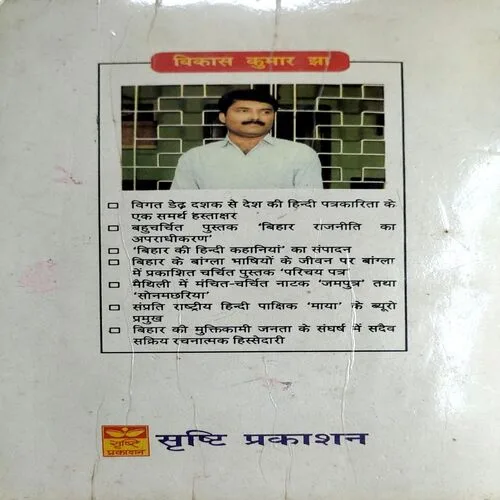 विकास कुमार झा
□ विगत डेढ़ दशक से देश की हिन्दी पत्रकारिता के
एक समर्थ हस्ताक्षर
□ बहुचर्चित पुस्तक 'बिहार राजनीति का
अपराधीकरण'
□ 'बिहार की हिन्दी कहानियां' का संपादन
□ बिहार के बांग्ला भाषियों के जीवन पर बांग्ला
में प्रकाशित चर्चित पुस्तक 'परिचय पत्र'
□ मैथिली में मंचित-चर्चित नाटक 'जमपुत्र' तथा
'सोनमछरिया'
□ संप्रति राष्ट्रीय हिन्दी पाक्षिक 'माया' के ब्यूरो
प्रमुख
□ बिहार की मुक्तिकामी जनता के संघर्ष में सदैव
सक्रिय रचनात्मक हिस्सेदारी
सृष्टि
प्रकाशन
सृष्टि प्रकाशन